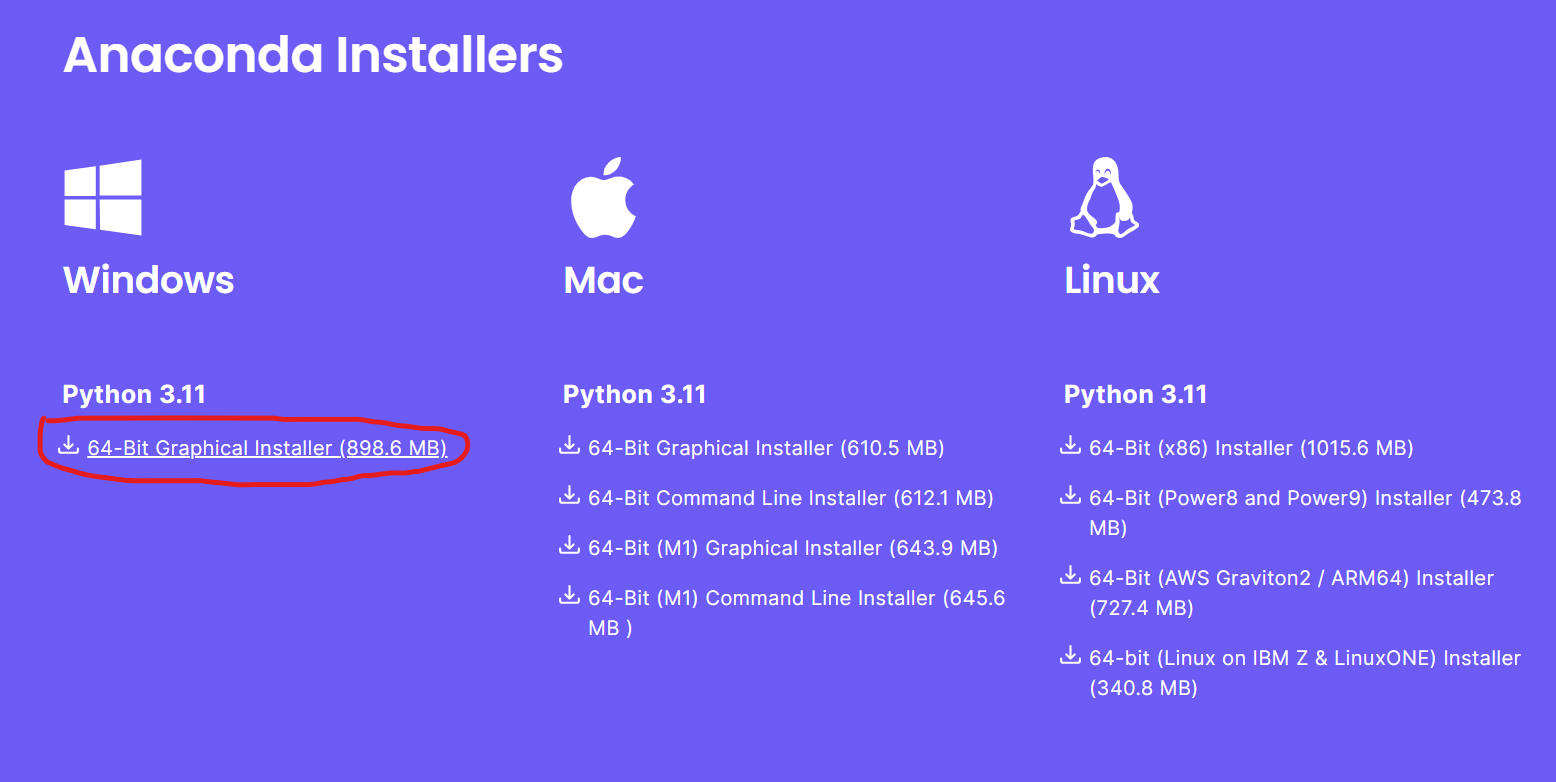 Anaconda Installers
Windows
Python 3.11
64-Bit Graphical Installer (898.6 MB)
Mac
Python 3.11
64-Bit Graphical Installer (610.5 MB)
64-Bit Command Line Installer (612.1 MB)
64-Bit (M1) Graphical Installer (643.9 MB)
64-Bit (M1) Command Line Installer (645.6
MB )
Linux
Python 3.11
64-Bit (x86) Installer (1015.6 MB)
64-Bit (Power8 and Power9) Installer (473.8
MB)
64-Bit (AWS Graviton2 / ARM64) Installer
(727.4 MB)
64-bit (Linux on IBM Z & LinuxONE) Installer
(340.8 MB)